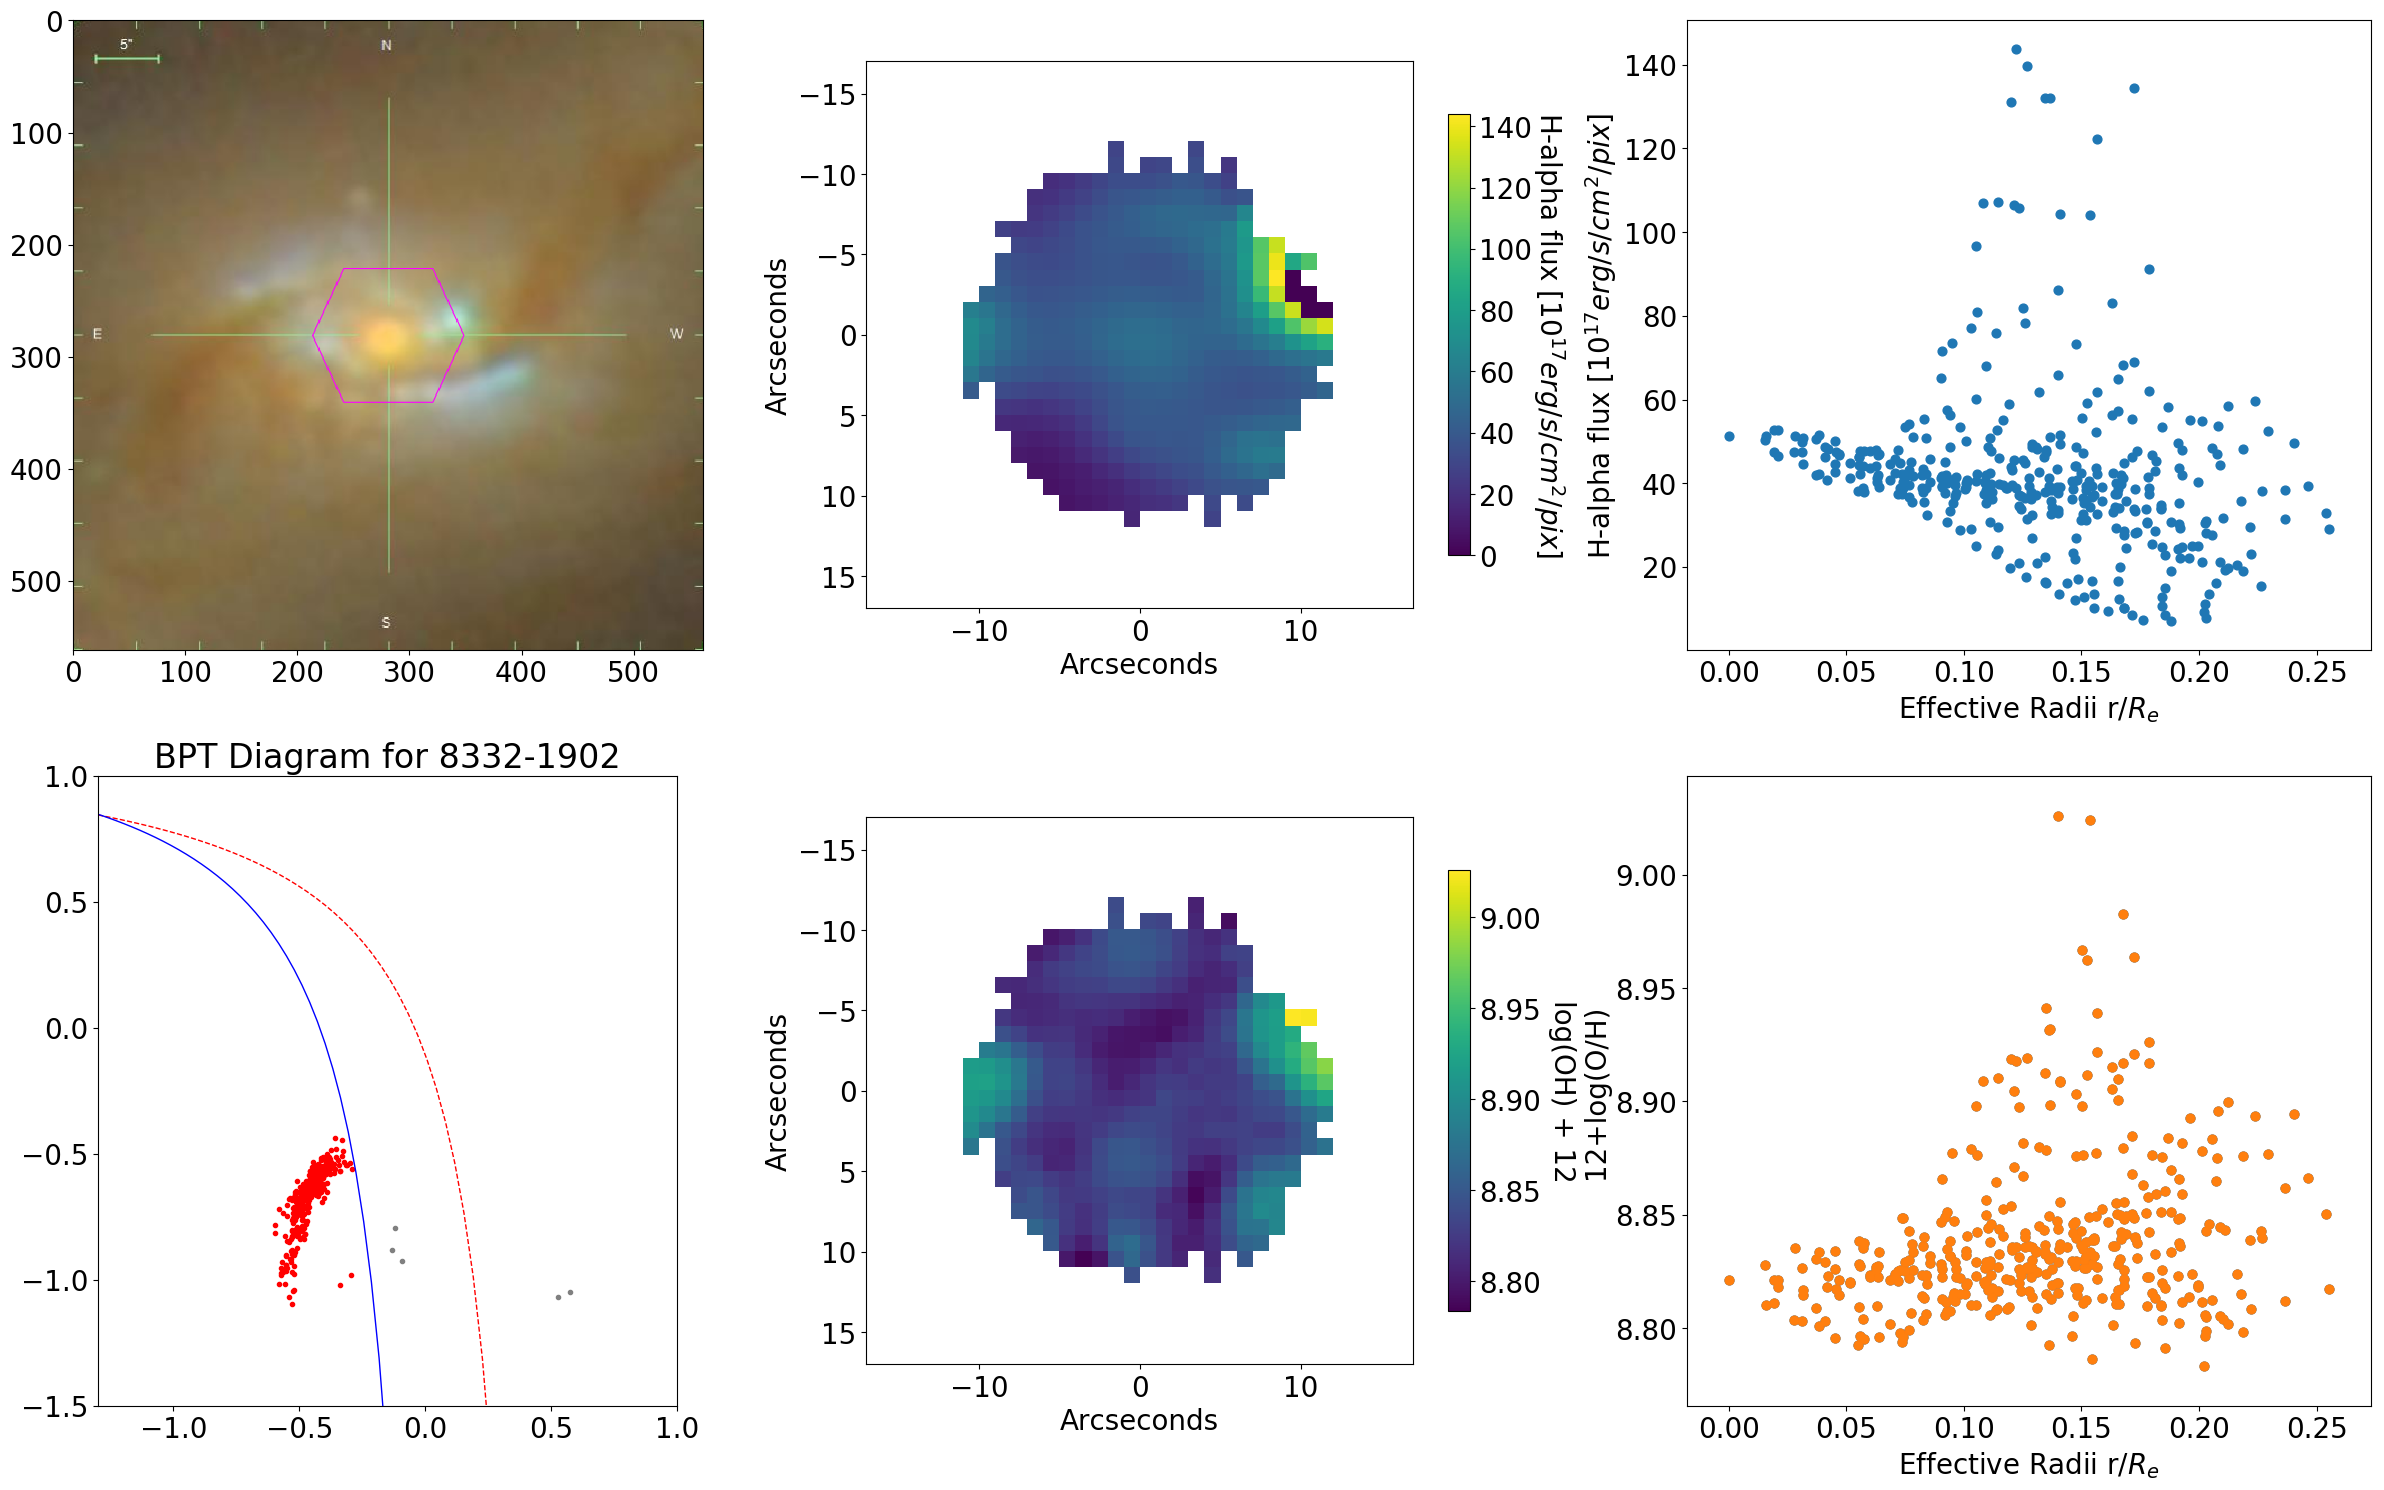 0
100
200
300
400
500
0 100 200 300 400 500
5"
N
E
W
S
−15
−10
−5
0
5
10
15
−10 0 10
Arcseconds
Arcseconds
140
120
100
80
60
40
20
0
H-alpha flux [10^17 erg/s/cm^2/pix]
H-alpha flux [10^17 erg/s/cm^2/pix]
140
120
100
80
60
40
20
0.00 0.05 0.10 0.15 0.20 0.25
Effective Radii r/R_e
BPT Diagram for 8332-1902
1.0
0.5
0.0
−0.5
−1.0
−1.5
−1.0 −0.5 0.0 0.5 1.0
−15
−10
−5
0
5
10
15
−10 0 10
Arcseconds
Arcseconds
9.00
8.95
8.90
8.85
8.80
log(OH) + 12
12+log(O/H)
9.00
8.95
8.90
8.85
8.80
0.00 0.05 0.10 0.15 0.20 0.25
Effective Radii r/R_e